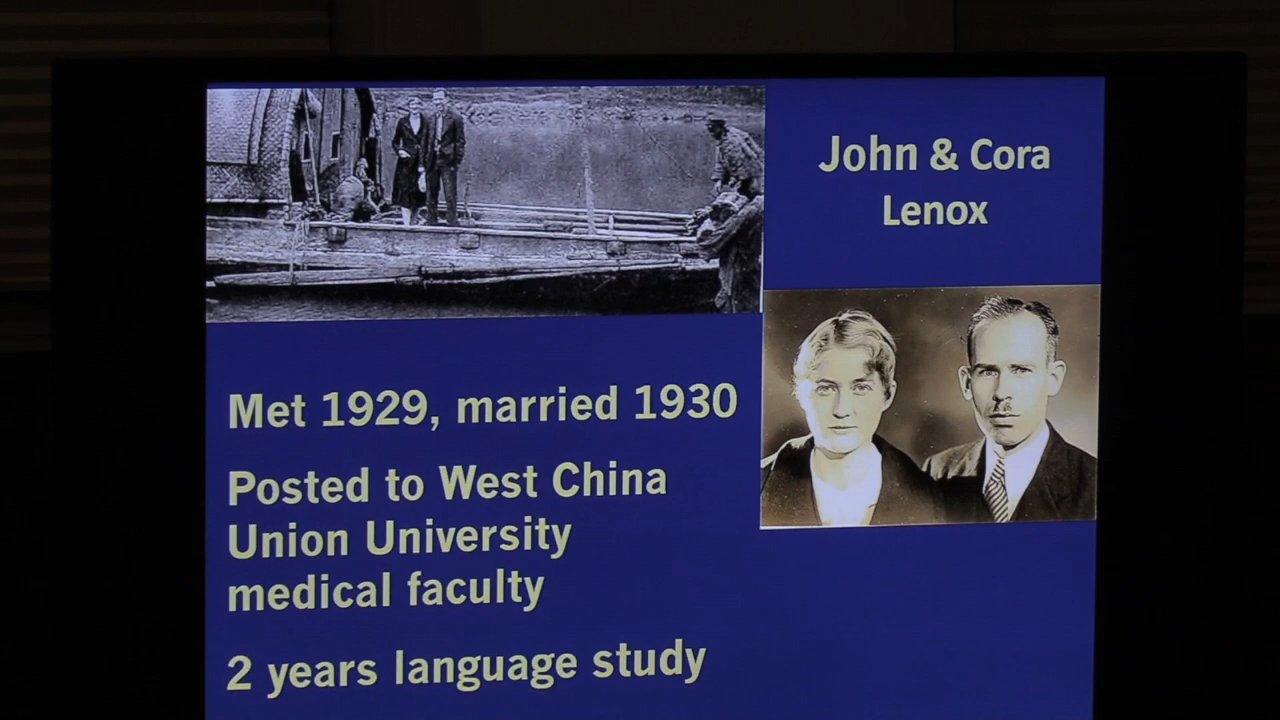 John & Cora
Lenox
Met 1929, married 1930
Posted to West China
Union University
medical faculty
2 years language study